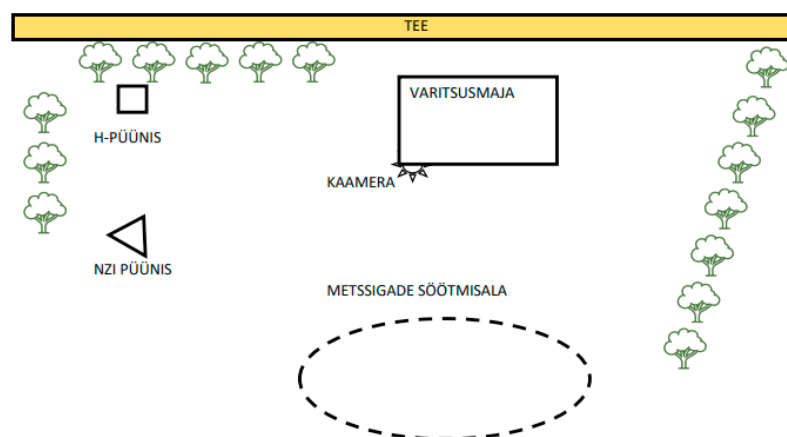 TEE
VARITSUSMAJA
H-PÜÜNIS
KAAMERA
NZI PÜÜNIS
METSSIGADE SÖÖTMISALA